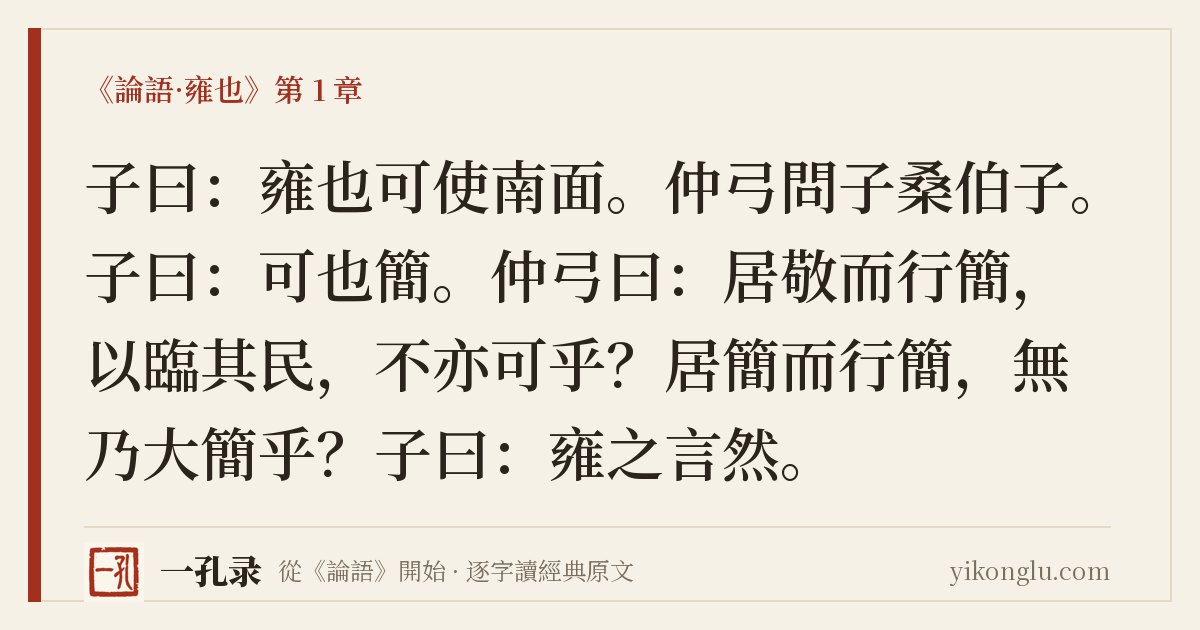 《論語·雍也》第 1 章
子曰：雍也可使南面。仲弓問子桑伯子。
子曰：可也簡。仲弓曰：居敬而行簡，
以臨其民，不亦可乎？居簡而行簡，無
乃大簡乎？子曰：雍之言然。
一孔
一孔录 從《論語》開始 · 逐字讀經典原文 yikonglu.com